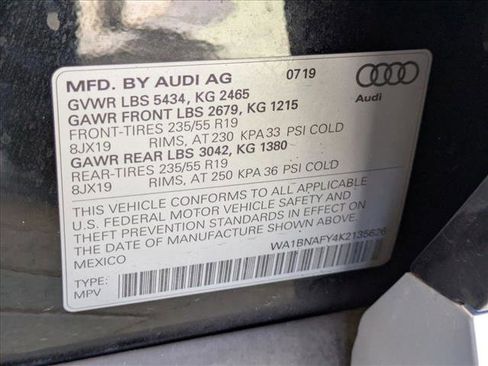 MFD. BY AUDI AG 0719
GVWR LBS 5434, KG 2465
GAWR FRONT LBS 2679, KG 1215
FRONT-TIRES 235/55 R19
8JX19 RIMS, AT 230 KPA 33 PSI COLD
GAWR REAR LBS 3042, KG 1380
REAR-TIRES 235/55 R19
8JX19 RIMS, AT 250 KPA 36 PSI COLD
Audi
THIS VEHICLE CONFORMS TO ALL APPLICABLE
U.S. FEDERAL MOTOR VEHICLE SAFETY AND
THEFT PREVENTION STANDARDS IN EFFECT ON
THE DATE OF MANUFACTURE SHOWN ABOVE.
MEXICO WA1BNAFY4K2135626
TYPE:
MPV